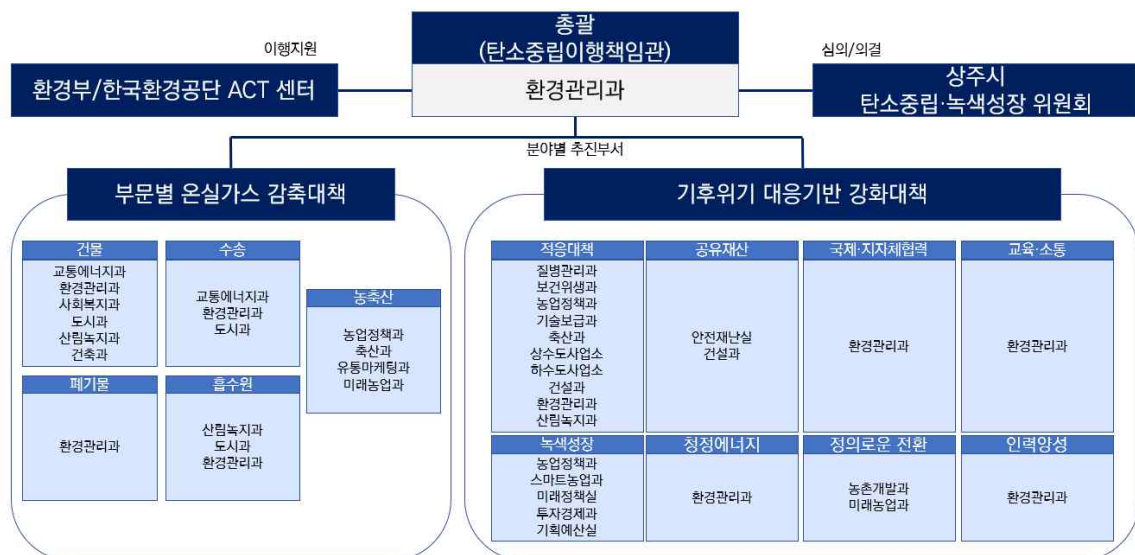 총괄
(탄소중립이행책임관)
환경관리과
이행지원
환경부/한국환경공단 ACT 센터
심의/의결
상주시
탄소중립·녹색성장 위원회
분야별 추진부서
부문별 온실가스 감축대책
건물
교통에너지과
환경관리과
사회복지과
도시과
산림녹지과
건축과
수송
교통에너지과
환경관리과
도시과
농축산
농업정책과
축산과
유통마케팅과
미래농업과
폐기물
환경관리과
흡수원
산림녹지과
도시과
환경관리과
기후위기 대응기반 강화대책
적응대책
질병관리과
보건위생과
농업정책과
기술보급과
축산과
상수도사업소
하수도사업소
건설과
환경관리과
산림녹지과
공유재산
안전재난실
건설과
국제·지자체협력
환경관리과
교육·소통
환경관리과
녹색성장
농업정책과
스마트농업과
미래정책실
투자경제과
기획예산실
청정에너지
환경관리과
정의로운 전환
농촌개발과
미래농업과
인력양성
환경관리과